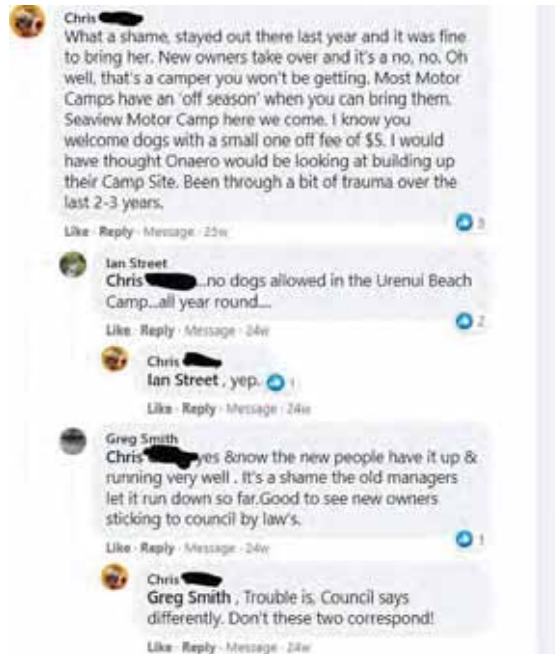 Chris
What a shame, stayed out there last year and it was fine
to bring her. New owners take over and it's a no, no. Oh
well, that's a camper you won't be getting. Most Motor
Camps have an 'off season' when you can bring them.
Seaview Motor Camp here we come. I know you
welcome dogs with a small one off fee of $5. I would
have thought Onaero would be looking at building up
their Camp Site. Been through a bit of trauma over the
last 2-3 years.
Like Reply Message 25w
3
Ian Street
Chris ...no dogs allowed in the Urenui Beach
Camp...all year round....
Like Reply Message 24w
2
Chris
Ian Street , yep. 1
Like Reply Message 24w
Greg Smith
Chris yes &now the new people have it up &
running very well . It's a shame the old managers
let it run down so far.Good to see new owners
sticking to council by law's.
Like Reply Message 24w
1
Chris
Greg Smith , Trouble is, Council says
differently. Don't these two correspond!
Like Reply Message 24w